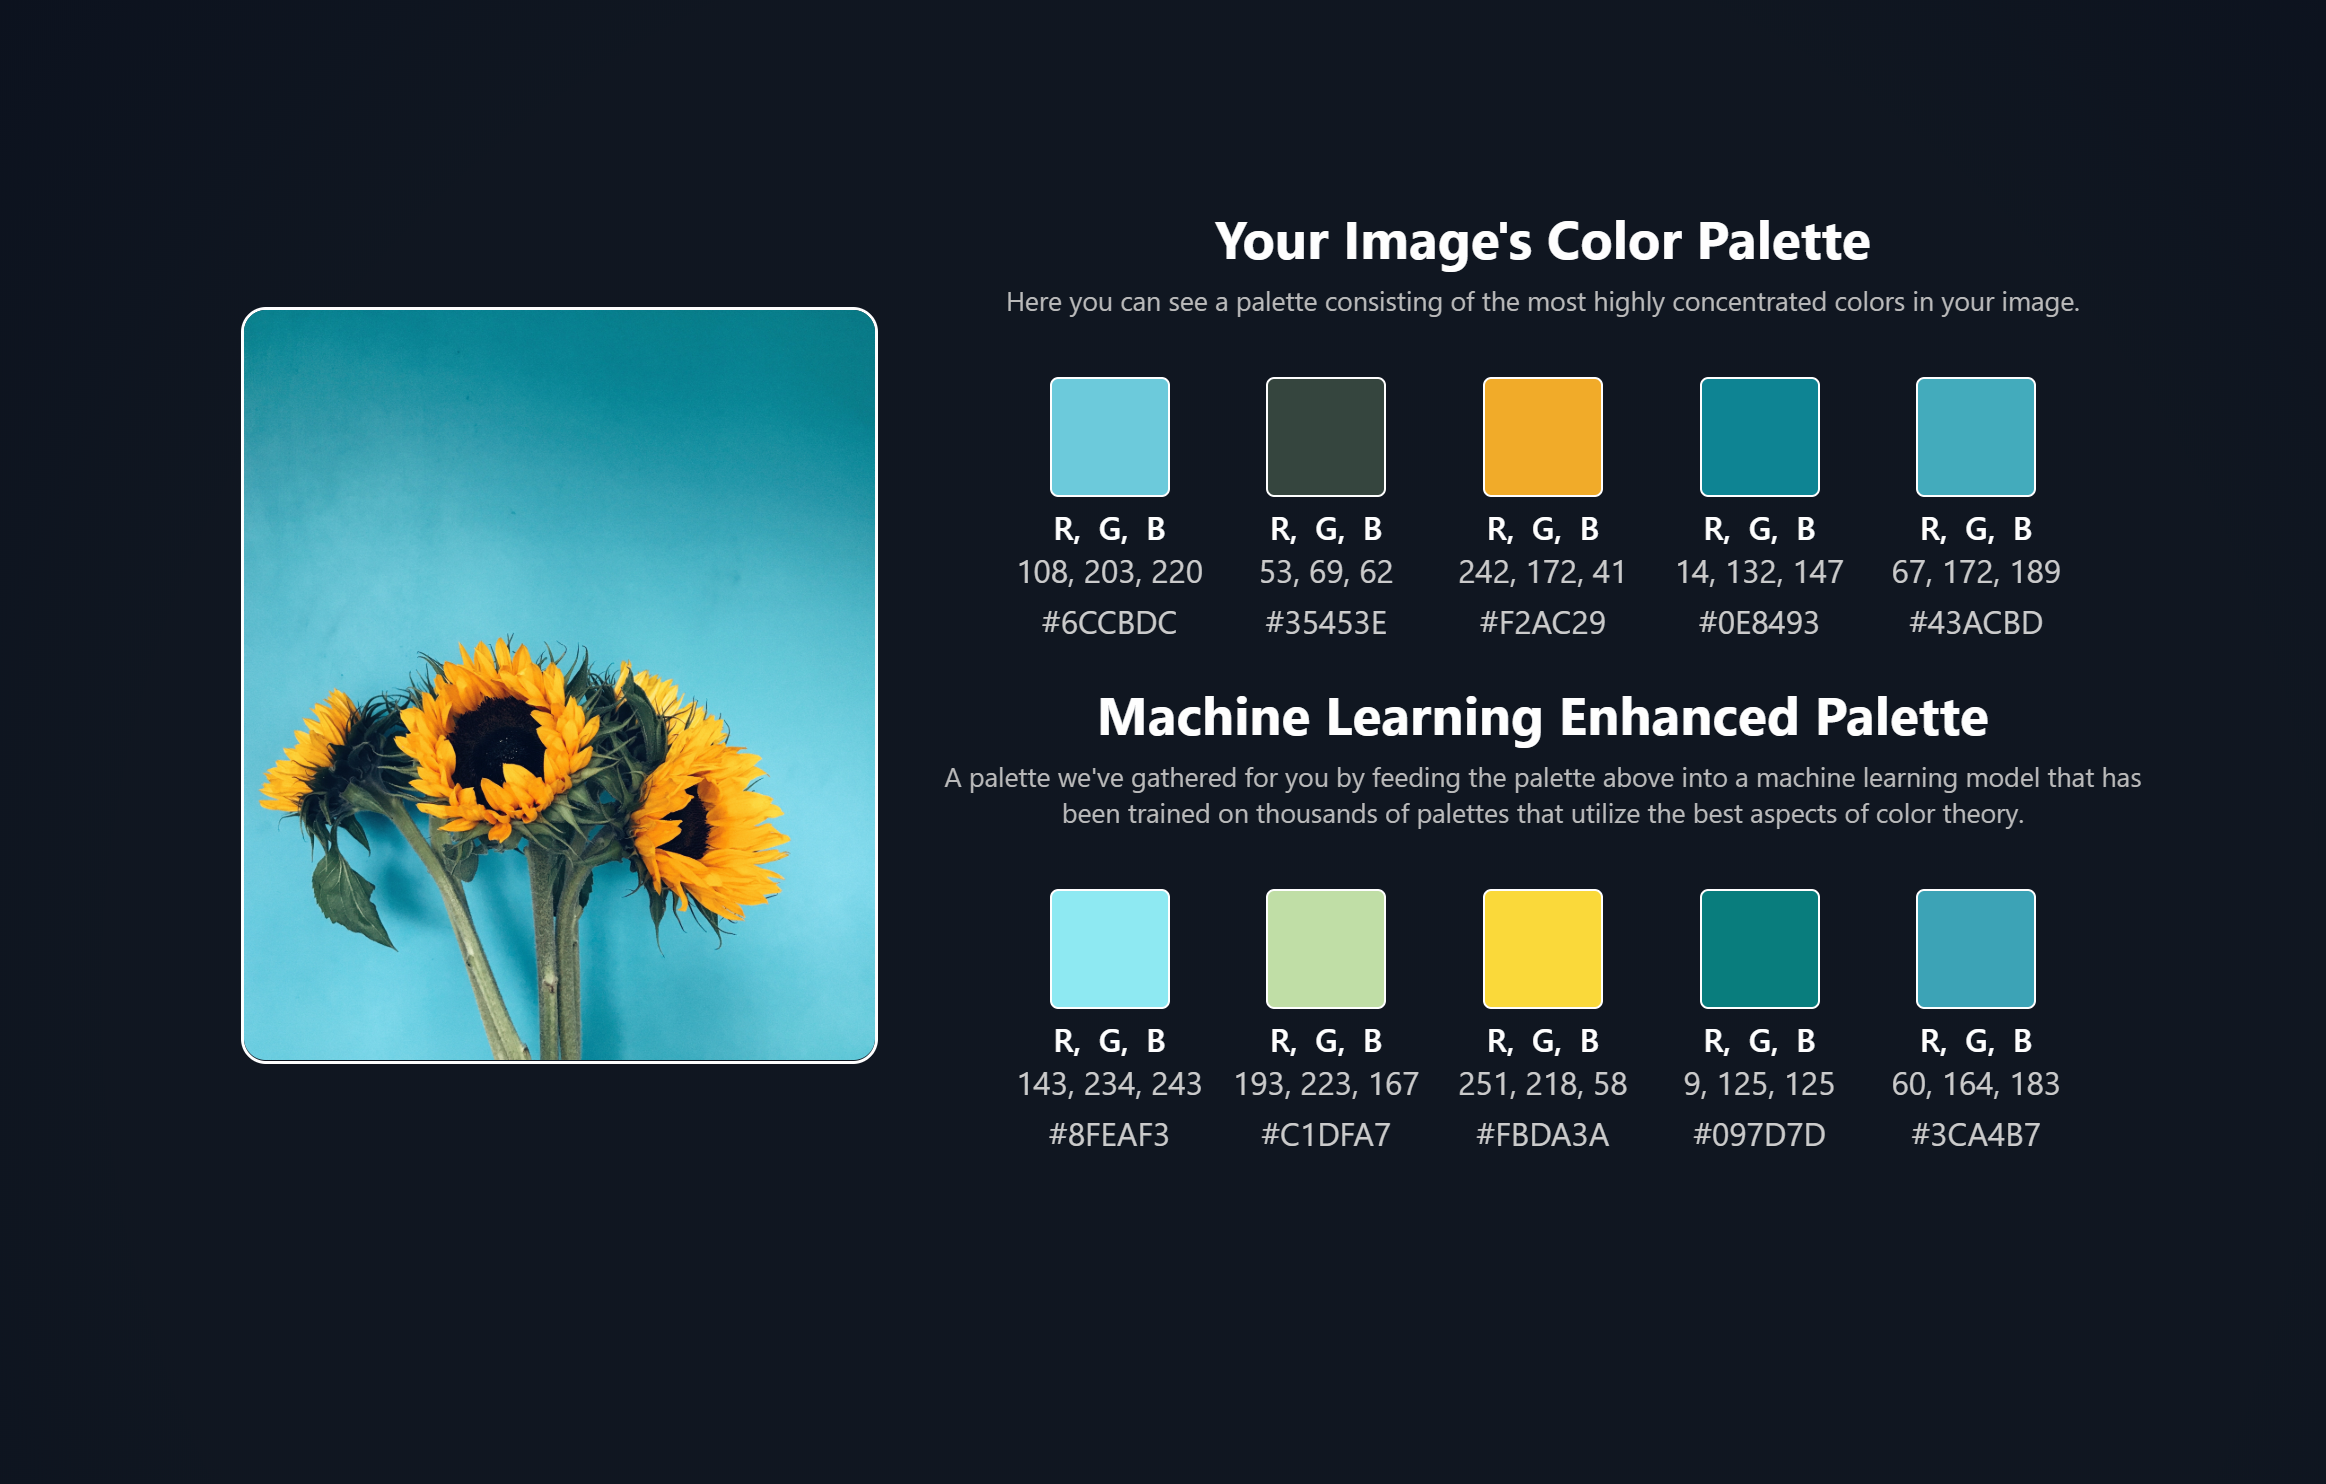 Your Image's Color Palette
Here you can see a palette consisting of the most highly concentrated colors in your image.
R, G, B R, G, B R, G, B R, G, B R, G, B
108, 203, 220 53, 69, 62 242, 172, 41 14, 132, 147 67, 172, 189
#6CCBDC #35453E #F2AC29 #0E8493 #43ACBD
Machine Learning Enhanced Palette
A palette we've gathered for you by feeding the palette above into a machine learning model that has
been trained on thousands of palettes that utilize the best aspects of color theory.
R, G, B R, G, B R, G, B R, G, B R, G, B
143, 234, 243 193, 223, 167 251, 218, 58 9, 125, 125 60, 164, 183
#8FEAF3 #C1DFA7 #FBDA3A #097D7D #3CA4B7